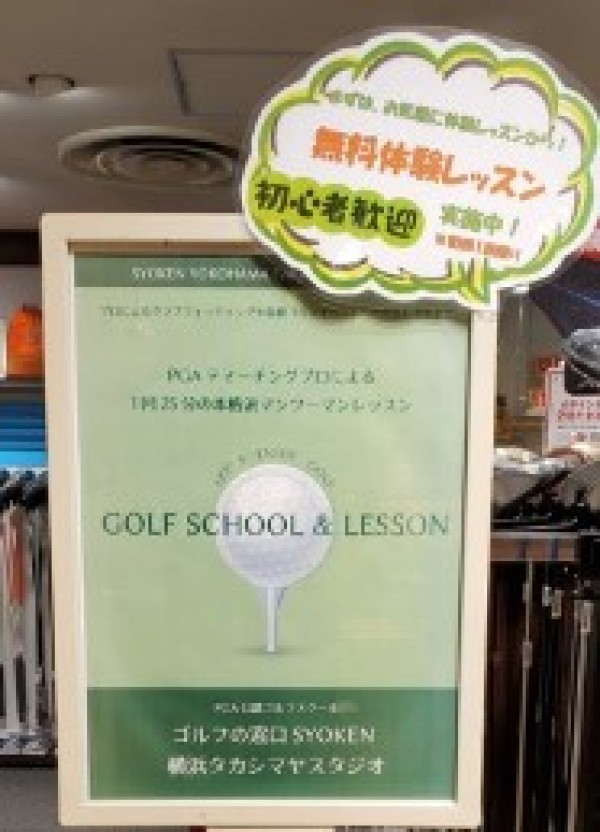 まずは、お気軽に体験レッスンから!
無料体験レッスン
初心者歓迎
実施中!
SYOKEN YOKOHAMA
PGAティーチングプロによる
1回25分の本格派マンツーマンレッスン
GOLF SCHOOL & LESSON
ゴルフの窓口 SYOKEN
横浜タカシマヤスタジオ